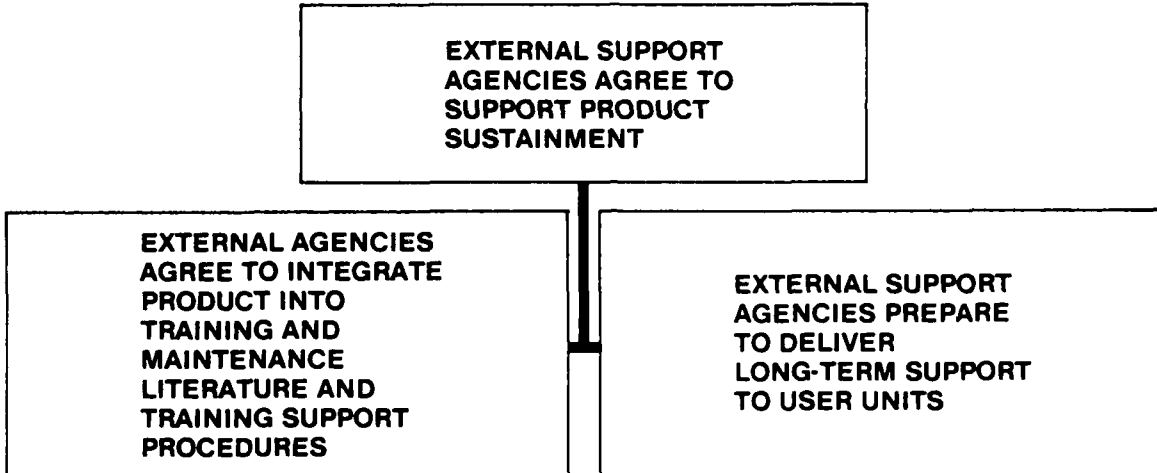 EXTERNAL SUPPORT
AGENCIES AGREE TO
SUPPORT PRODUCT
SUSTAINMENT
EXTERNAL AGENCIES
AGREE TO INTEGRATE
PRODUCT INTO
TRAINING AND
MAINTENANCE
LITERATURE AND
TRAINING SUPPORT
PROCEDURES
EXTERNAL SUPPORT
AGENCIES PREPARE
TO DELIVER
LONG-TERM SUPPORT
TO USER UNITS